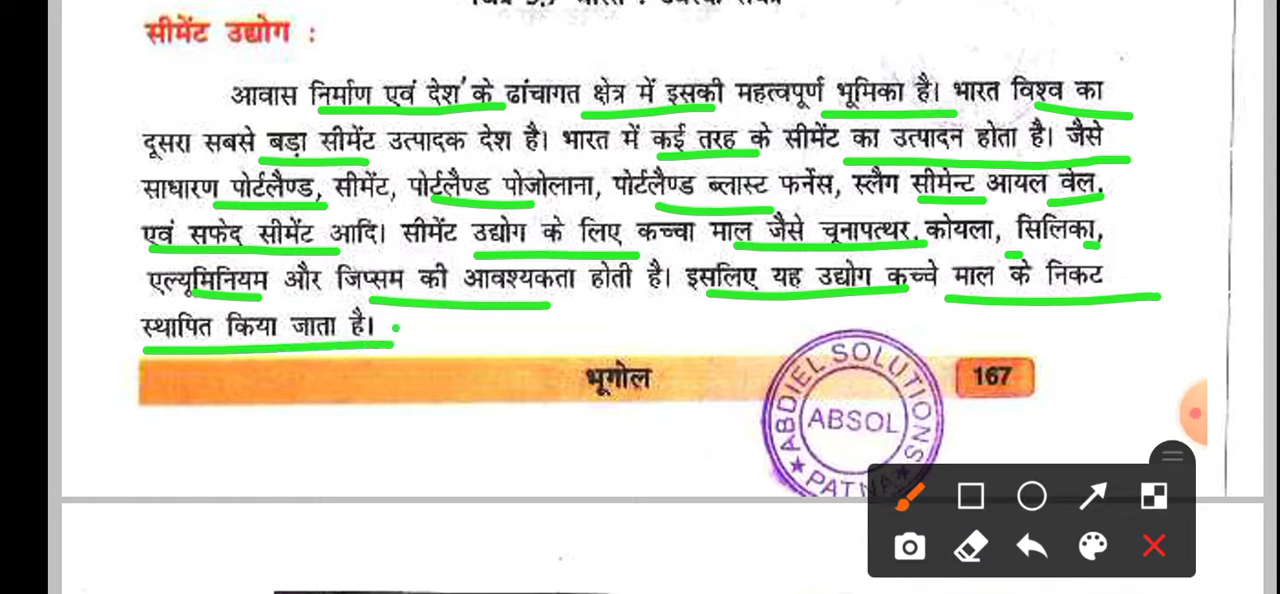 सीमेंट उद्योग :
आवास निर्माण एवं देश के ढांचागत क्षेत्र में इसकी महत्वपूर्ण भूमिका है। भारत विश्व का
दूसरा सबसे बड़ा सीमेंट उत्पादक देश है। भारत में कई तरह के सीमेंट का उत्पादन होता है। जैसे
साधारण पोर्टलैण्ड, सीमेंट, पोर्टलैण्ड पोजोलाना, पोर्टलैण्ड ब्लास्ट फर्नेस, स्लैग सीमेन्ट आयल वेल,
एवं सफेद सीमेंट आदि। सीमेंट उद्योग के लिए कच्चा माल जैसे चूनापत्थर, कोयला, सिलिका,
एल्यूमिनियम और जिप्सम की आवश्यकता होती है। इसलिए यह उद्योग कच्चे माल के निकट
स्थापित किया जाता है।
भूगोल 167
ABDIEL SOLUTIONS
ABSOL
PATNA